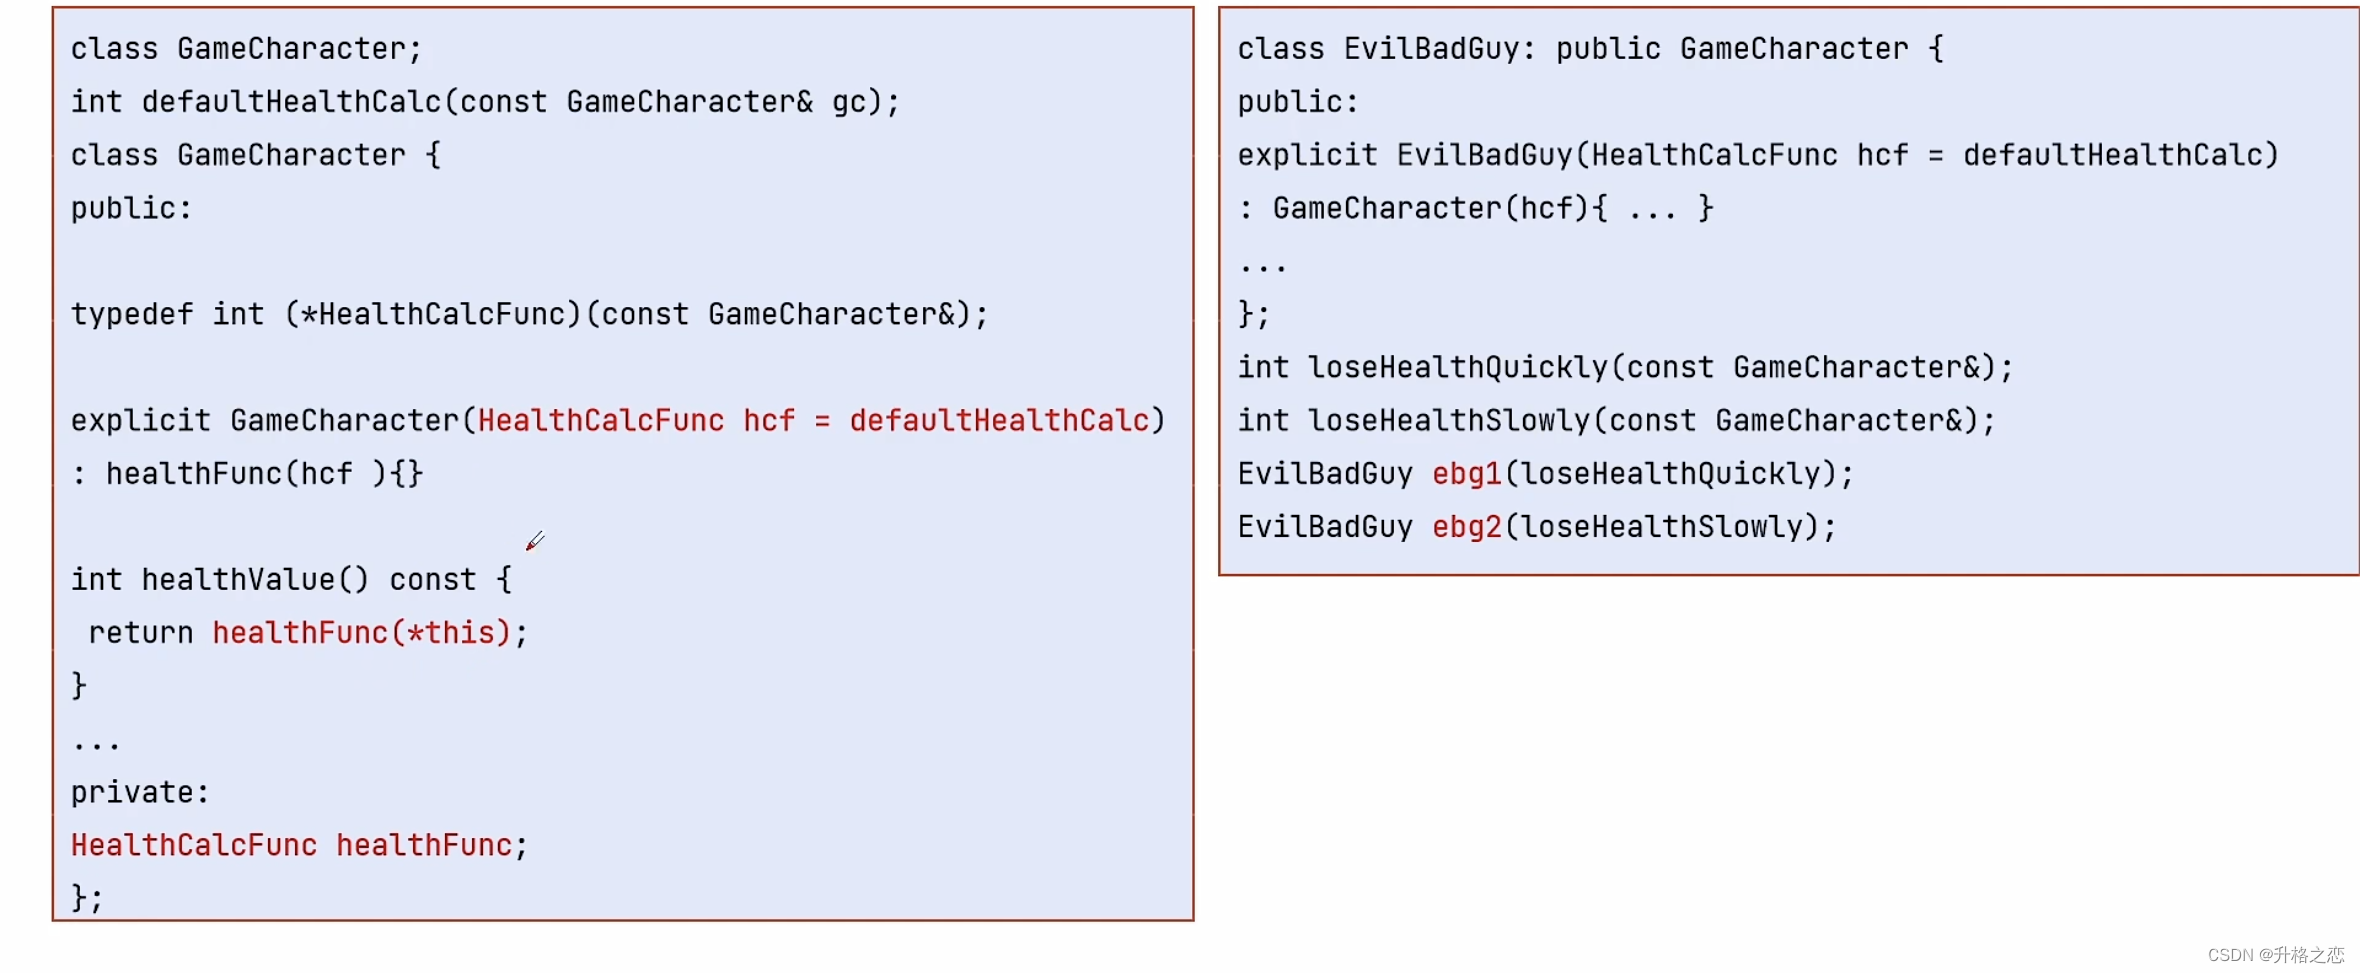 class GameCharacter;
int defaultHealthCalc(const GameCharacter& gc);
class GameCharacter {
public:
typedef int (*HealthCalcFunc)(const GameCharacter&);
explicit GameCharacter(HealthCalcFunc hcf = defaultHealthCalc)
: healthFunc(hcf ){}
int healthValue() const {
return healthFunc(*this);
}
...
private:
HealthCalcFunc healthFunc;
};
class EvilBadGuy: public GameCharacter {
public:
explicit EvilBadGuy(HealthCalcFunc hcf = defaultHealthCalc)
: GameCharacter(hcf){ ... }
...
};
int loseHealthQuickly(const GameCharacter&);
int loseHealthSlowly(const GameCharacter&);
EvilBadGuy ebg1(loseHealthQuickly);
EvilBadGuy ebg2(loseHealthSlowly);
CSDN @升格之恋